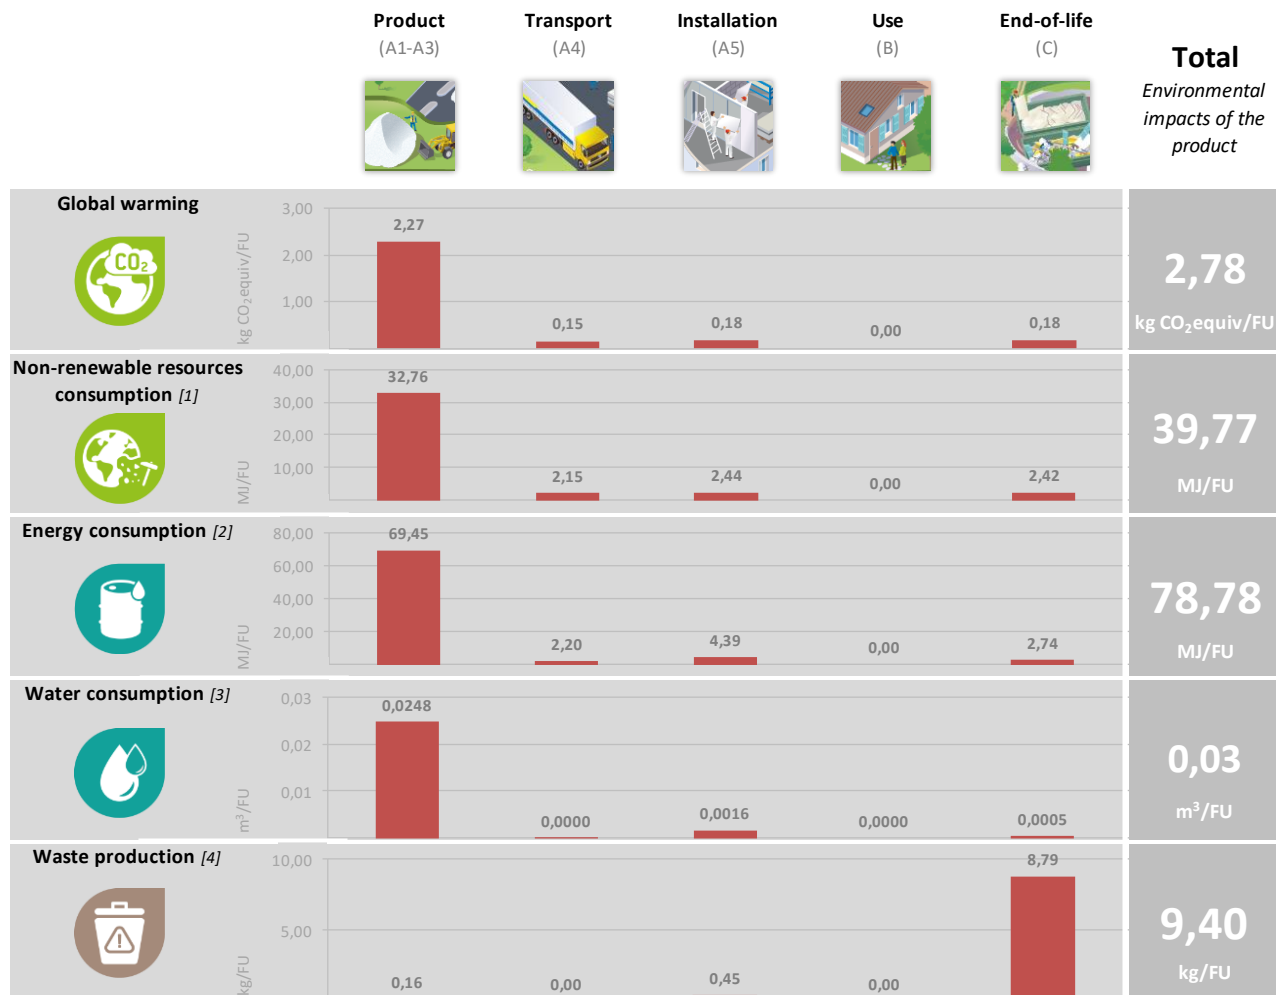 Product
(A1-A3)
Transport
(A4)
Installation
(A5)
Use
(B)
End-of-life
(C)
Total
Environmental
impacts of the
product
Global warming
CO₂
kg CO₂equiv/FU
3,00
2,00
1,00
2,27
0,15
0,18
0,00
0,18
2,78
kg CO₂equiv/FU
Non-renewable resources
consumption [1]
MJ/FU
40,00
30,00
20,00
10,00
32,76
2,15
2,44
0,00
2,42
39,77
MJ/FU
Energy consumption [2]
MJ/FU
80,00
60,00
40,00
20,00
69,45
2,20
4,39
0,00
2,74
78,78
MJ/FU
Water consumption [3]
m³/FU
0,03
0,02
0,01
0,0248
0,0000
0,0016
0,0000
0,0005
0,03
m³/FU
Waste production [4]
kg/FU
10,00
5,00
0,16
0,00
0,45
0,00
8,79
9,40
kg/FU